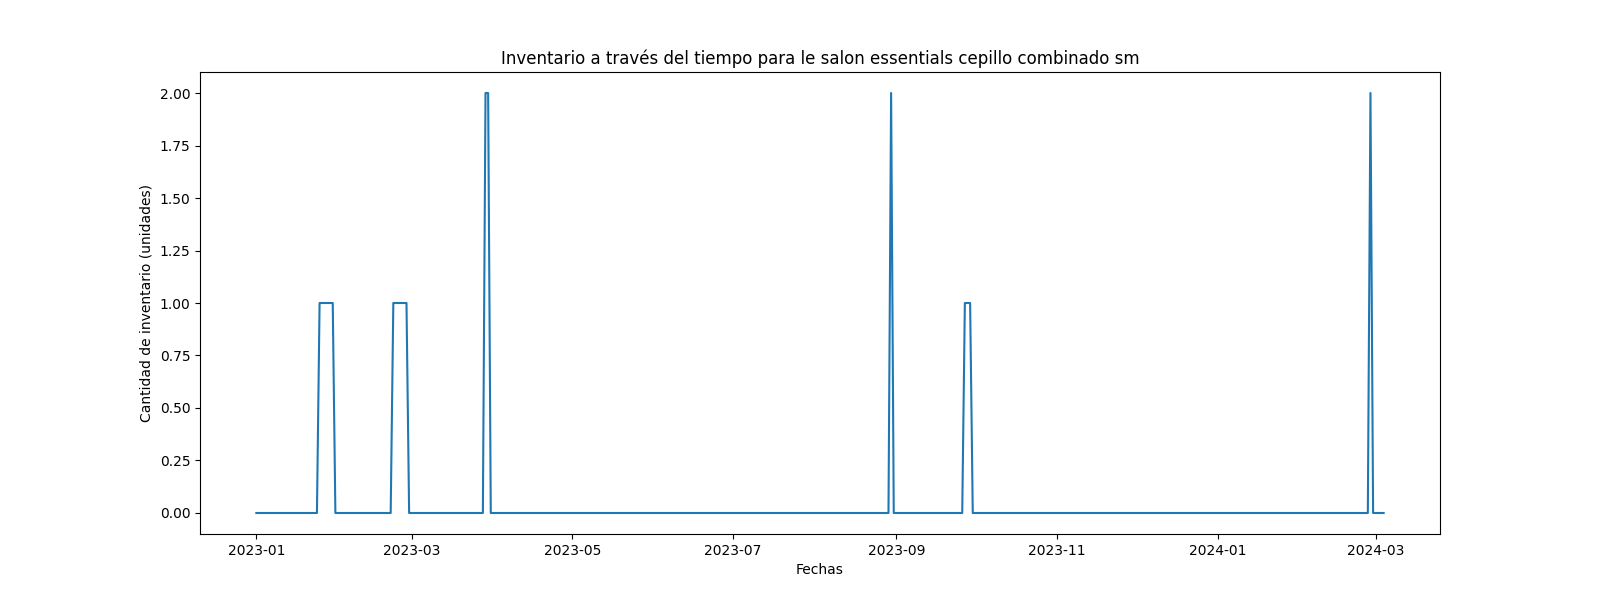 Inventario a través del tiempo para le salon essentials cepillo combinado sm
Cantidad de inventario (unidades)
2.00
1.75
1.50
1.25
1.00
0.75
0.50
0.25
0.00
2023-01 2023-03 2023-05 2023-07 2023-09 2023-11 2024-01 2024-03
Fechas